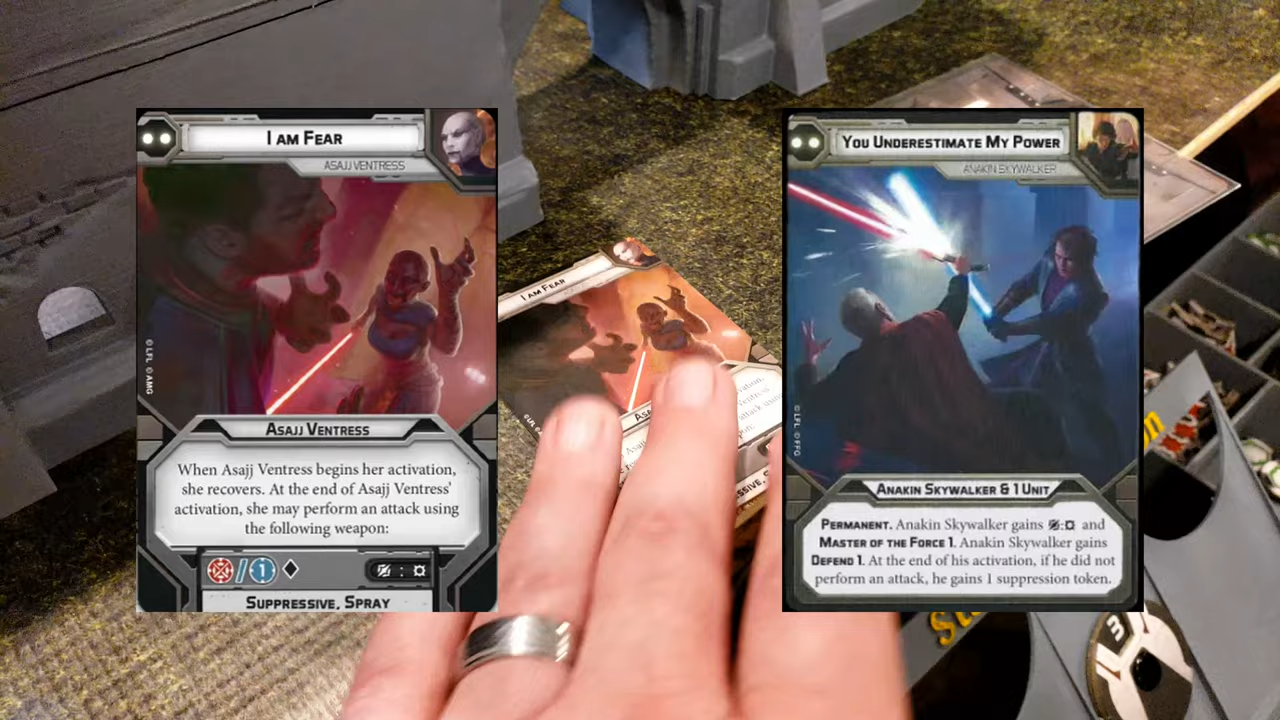 I AM FEAR
ASAJJ VENTRESS
© LFL © AMG
ASAJJ VENTRESS
When Asajj Ventress begins her activation,
she recovers. At the end of Asajj Ventress'
activation, she may perform an attack using
the following weapon:
1
:
SUPPRESSIVE, SPRAY
I AM FEAR
YOU UNDERESTIMATE MY POWER
ANAKIN SKYWALKER
© LFL © FFG
ANAKIN SKYWALKER & 1 UNIT
PERMANENT. Anakin Skywalker gains : and
MASTER OF THE FORCE 1. Anakin Skywalker gains
DEFEND 1. At the end of his activation, if he did not
perform an attack, he gains 1 suppression token.
3